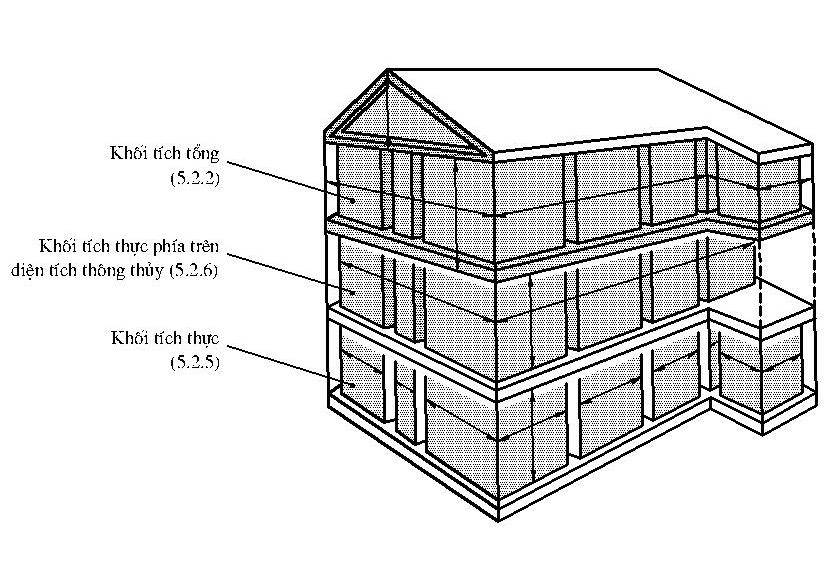 Khối tích tổng
(5.2.2)
Khối tích thực phía trên
diện tích thông thủy (5.2.6)
Khối tích thực
(5.2.5)